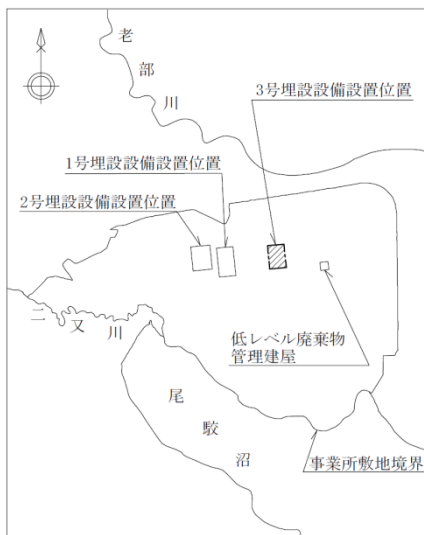 老部川
3号埋設設備設置位置
1号埋設設備設置位置
2号埋設設備設置位置
低レベル廃棄物
管理建屋
二又川
尾駮沼
事業所敷地境界